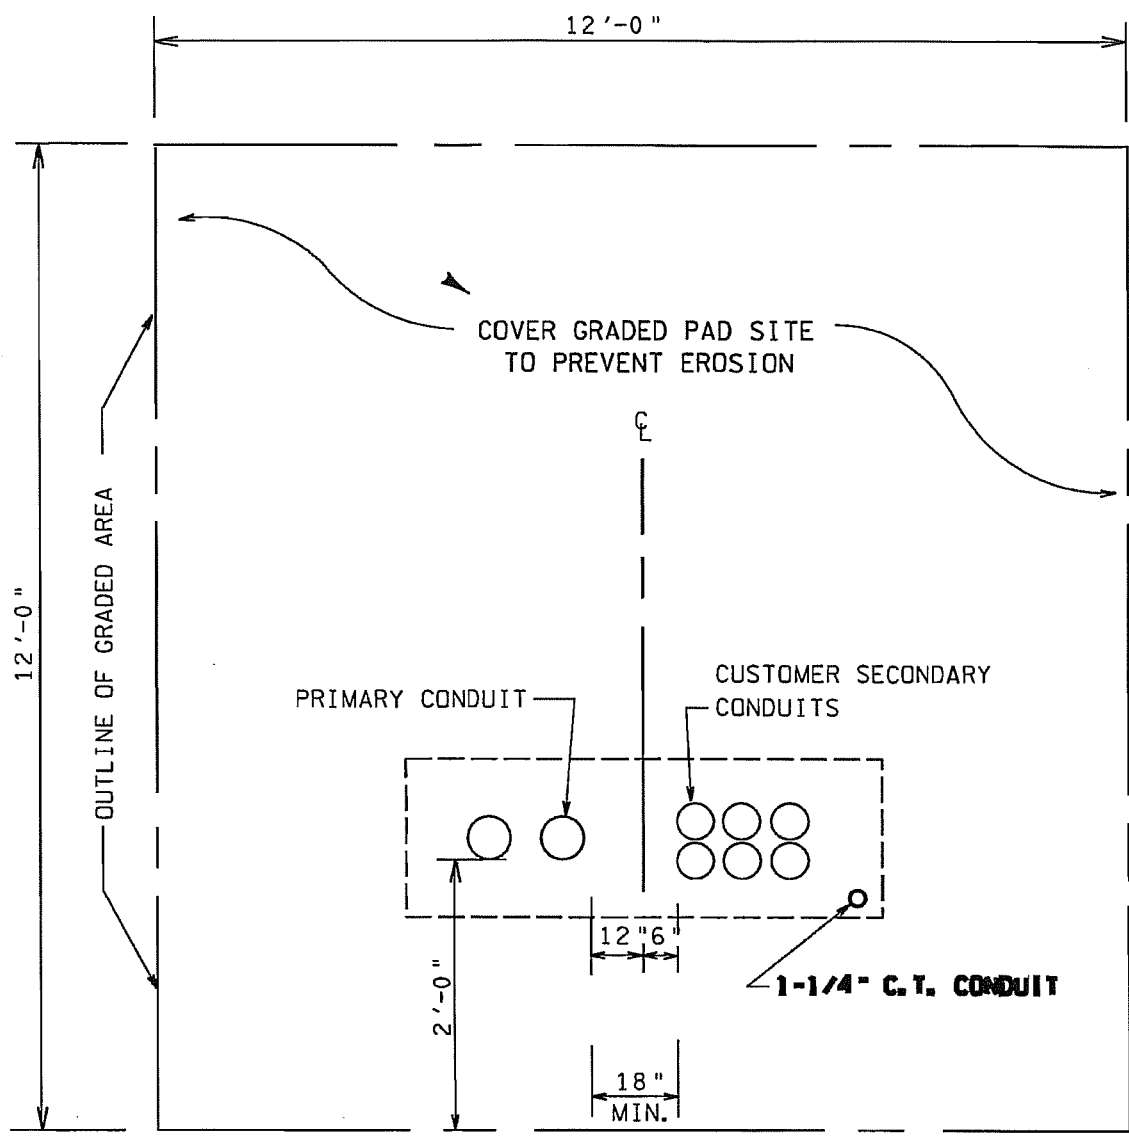 12'-0"
COVER GRADED PAD SITE
TO PREVENT EROSION
℄
OUTLINE OF GRADED AREA
12'-0"
CUSTOMER SECONDARY
CONDUITS
PRIMARY CONDUIT
12" 6"
1-1/4" C.T. CONDUIT
2'-0"
18"
MIN.